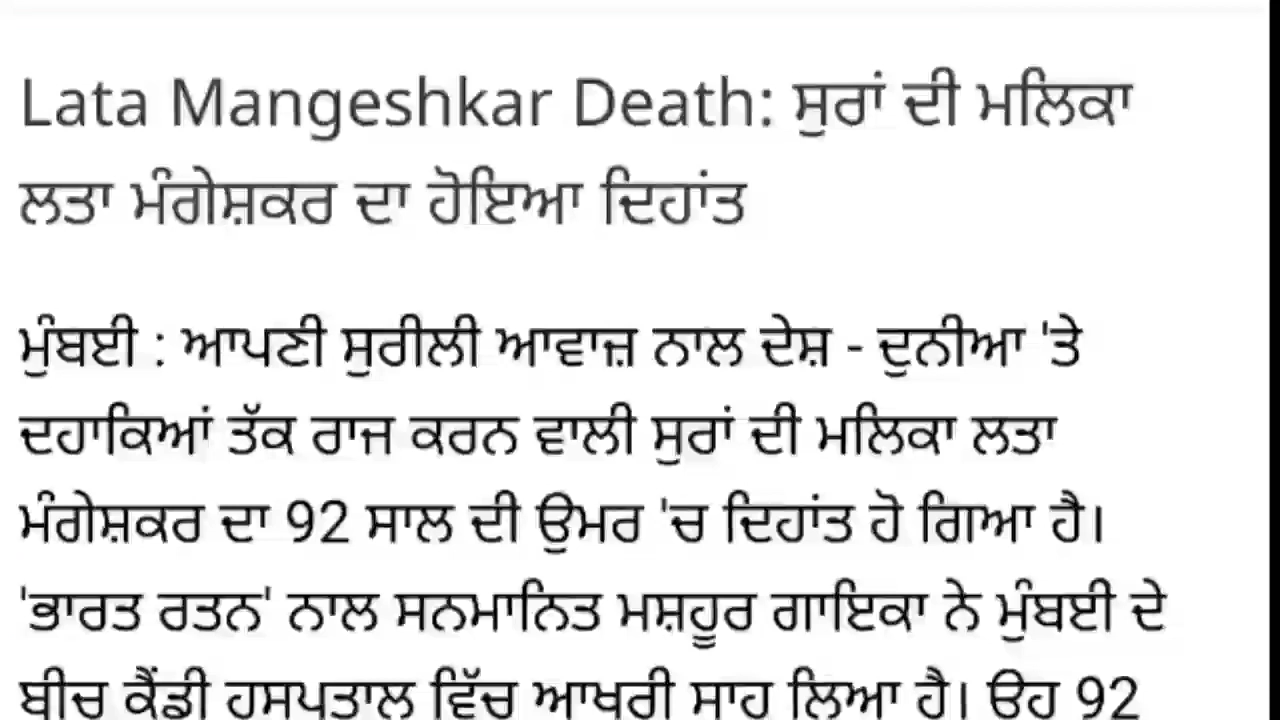 Lata Mangeshkar Death: ਸੁਰਾਂ ਦੀ ਮਲਿਕਾ
ਲਤਾ ਮੰਗੇਸ਼ਕਰ ਦਾ ਹੋਇਆ ਦਿਹਾਂਤ
ਮੁੰਬਈ : ਆਪਣੀ ਸੁਰੀਲੀ ਆਵਾਜ਼ ਨਾਲ ਦੇਸ਼ - ਦੁਨੀਆ 'ਤੇ
ਦਹਾਕਿਆਂ ਤੱਕ ਰਾਜ ਕਰਨ ਵਾਲੀ ਸੁਰਾਂ ਦੀ ਮਲਿਕਾ ਲਤਾ
ਮੰਗੇਸ਼ਕਰ ਦਾ 92 ਸਾਲ ਦੀ ਉਮਰ 'ਚ ਦਿਹਾਂਤ ਹੋ ਗਿਆ ਹੈ।
'ਭਾਰਤ ਰਤਨ' ਨਾਲ ਸਨਮਾਨਿਤ ਮਸ਼ਹੂਰ ਗਾਇਕਾ ਨੇ ਮੁੰਬਈ ਦੇ
ਬੀਚ ਕੈਂਡੀ ਹਸਪਤਾਲ ਵਿੱਚ ਆਖਰੀ ਸਾਹ ਲਿਆ ਹੈ। ਓਹ 92